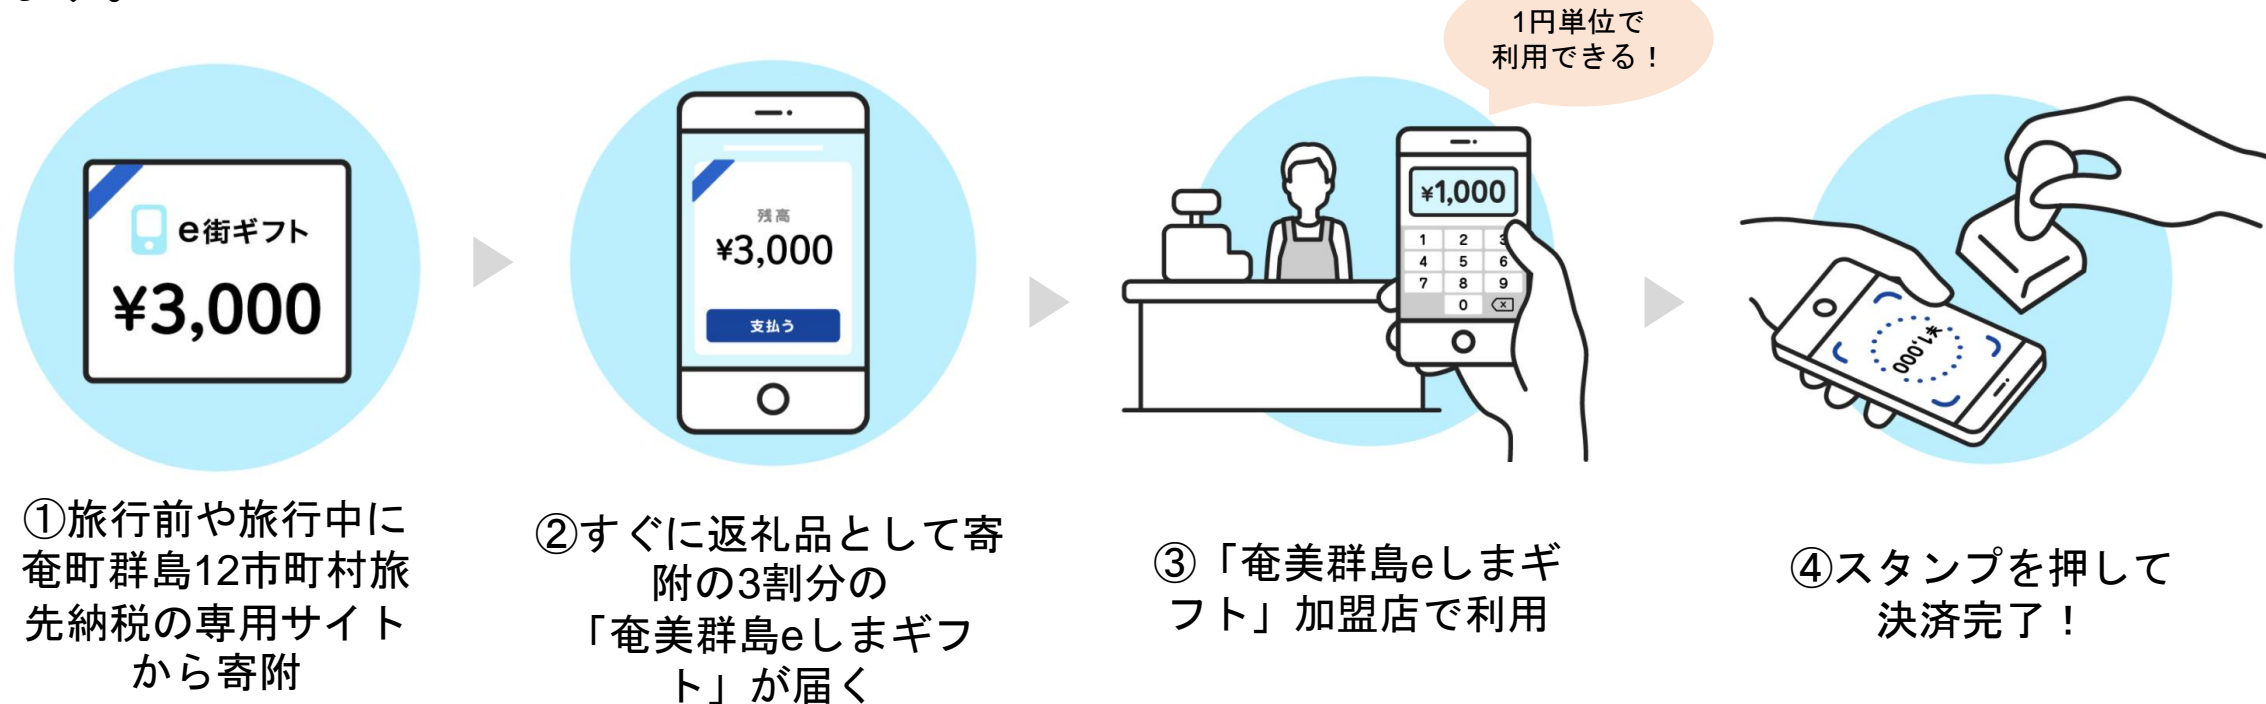 1円単位で
利用できる！
e街ギフト
¥3,000
残高
¥3,000
支払う
¥1,000
1 2 3
4 5 6
7 8 9
0
¥1,000
①旅行前や旅行中に
奄町群島12市町村旅
先納税の専用サイト
から寄附
②すぐに返礼品として寄
附の3割分の
「奄美群島eしまギフ
ト」が届く
③「奄美群島eしまギ
フト」加盟店で利用
④スタンプを押して
決済完了！